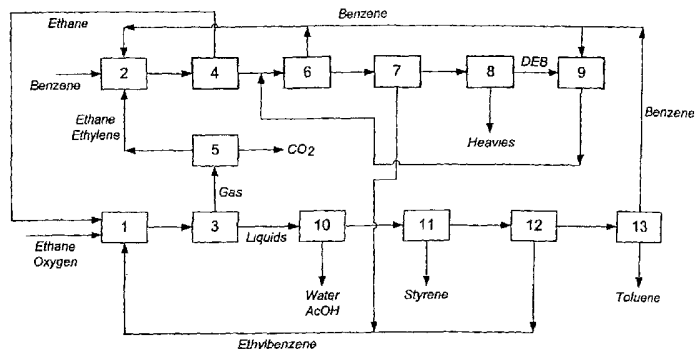 Ethane
Benzene
2
4
6
7
8
DEB
9
Benzene
Ethane
Ethylene
5
CO2
Heavies
Benzene
Gas
1
3
Liquids
10
11
12
13
Ethane
Oxygen
Water
AcOH
Styrene
Toluene
Ethylbenzene